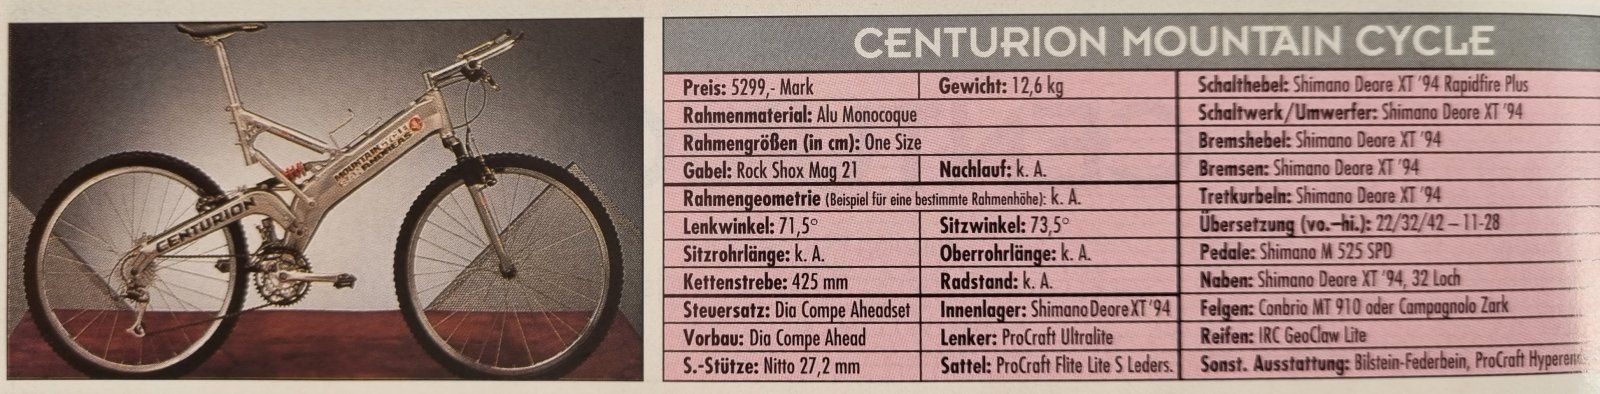 CENTURION MOUNTAIN CYCLE
Preis: 5299,- Mark
Gewicht: 12,6 kg
Rahmenmaterial: Alu Monocoque
Rahmengrößen (in cm): One Size
Gabel: Rock Shox Mag 21
Nachlauf: k. A.
Rahmengeometrie (Beispiel für eine bestimmte Rahmenhöhe): k. A.
Lenkwinkel: 71,5°
Sitzwinkel: 73,5°
Sitzrohrlänge: k. A.
Oberrohrlänge: k. A.
Kettenstrebe: 425 mm
Radstand: k. A.
Steuersatz: Dia Compe Aheadset
Innenlager: Shimano Deore XT '94
Vorbau: Dia Compe Ahead
Lenker: ProCraft Ultralite
S.-Stütze: Nitto 27,2 mm
Sattel: ProCraft Flite Lite S Leders.
Schalthebel: Shimano Deore XT '94 Rapidfire Plus
Schaltwerk/Umwerfer: Shimano Deore XT '94
Bremshebel: Shimano Deore XT '94
Bremsen: Shimano Deore XT '94
Tretkurbeln: Shimano Deore XT '94
Übersetzung (vo.–hi.): 22/32/42 – 11-28
Pedale: Shimano M 525 SPD
Naben: Shimano Deore XT '94, 32 Loch
Felgen: Conbrio MT 910 oder Campagnolo Zark
Reifen: IRC GeoClaw Lite
Sonst. Ausstattung: Bilstein-Federbein, ProCraft
MOUNTAIN CYCLE
SAN ANDREAS
CENTURION